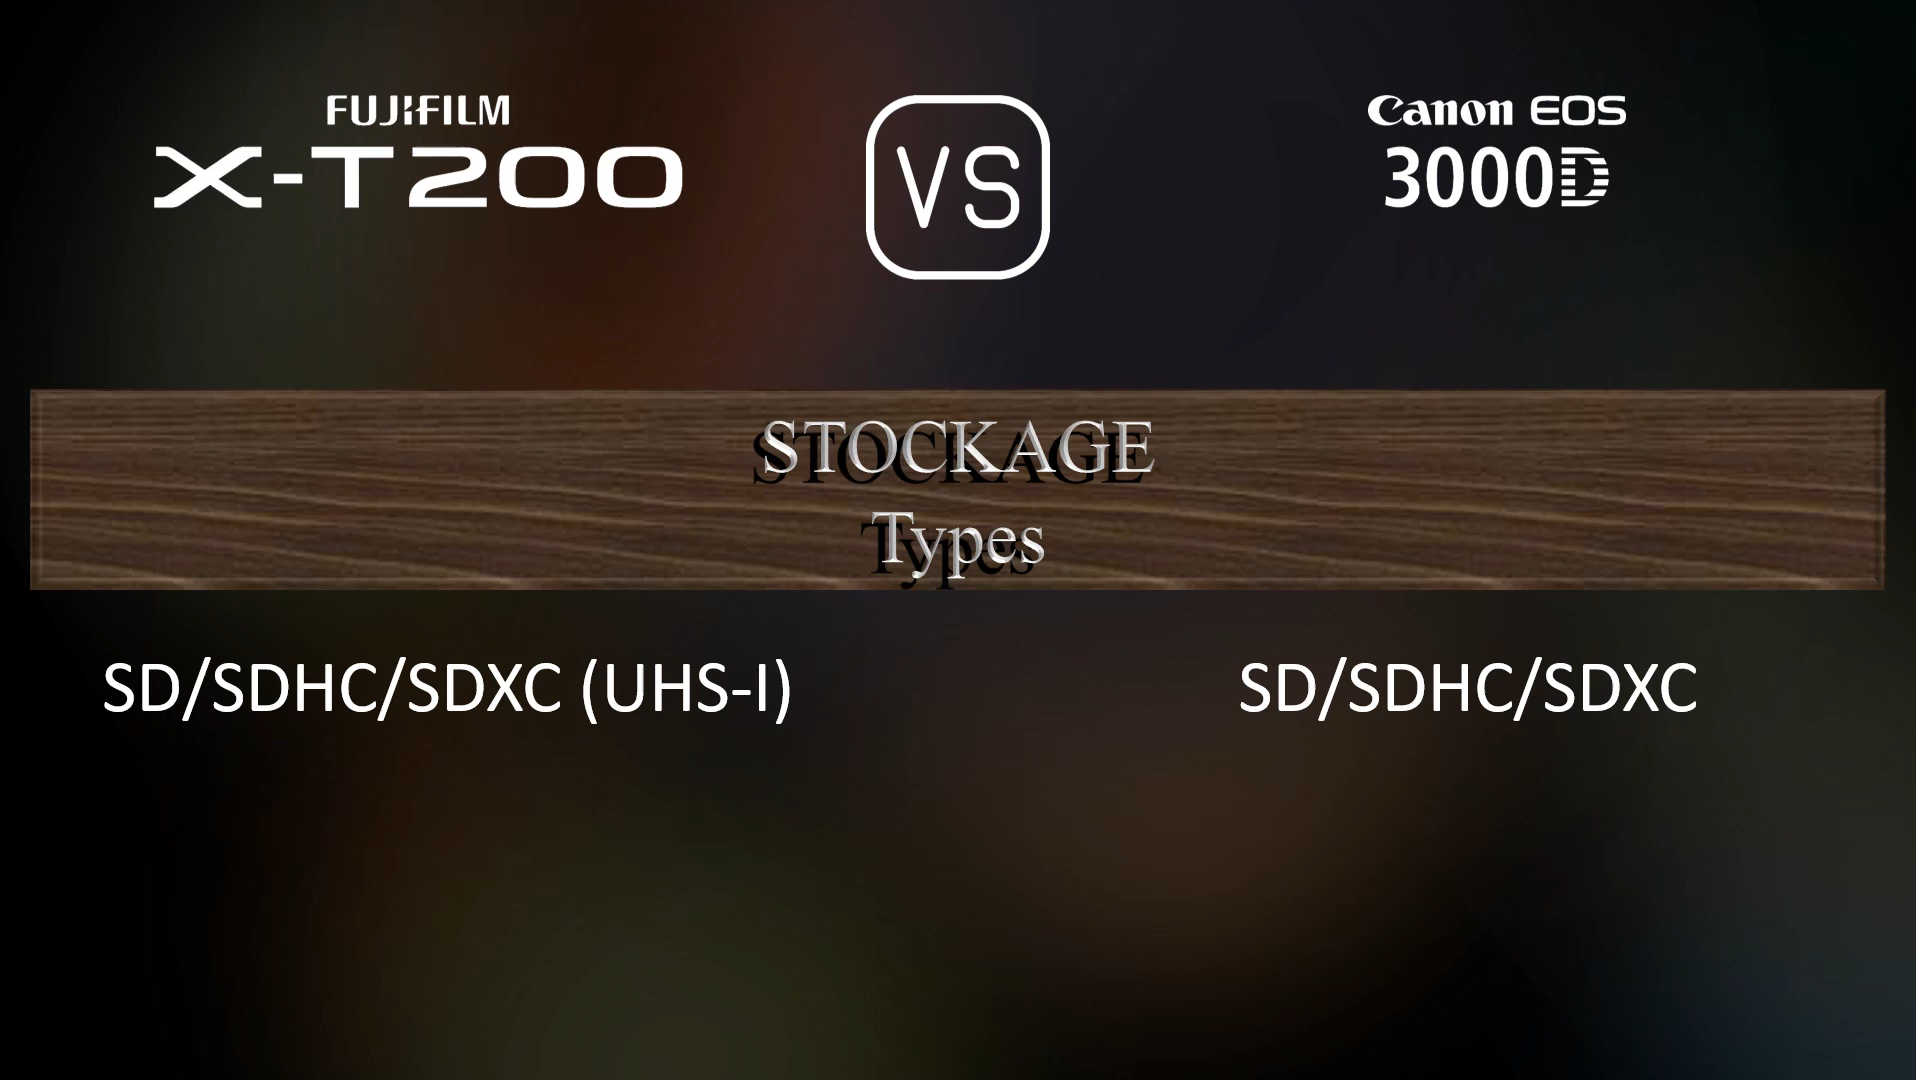 FUJIFILM
X-T200
VS
Canon EOS
3000D
STOCKAGE
Types
SD/SDHC/SDXC (UHS-I)
SD/SDHC/SDXC